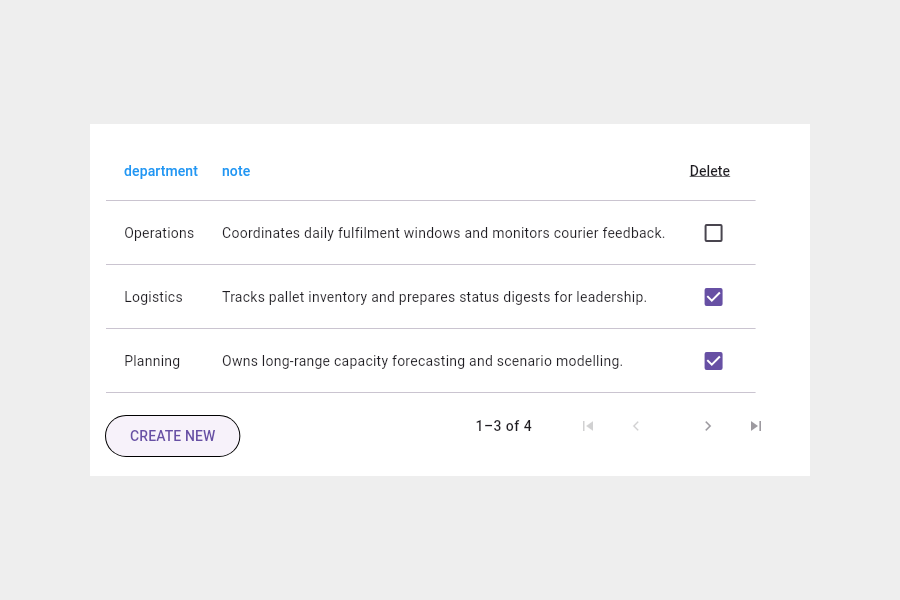 department note Delete
Operations Coordinates daily fulfilment windows and monitors courier feedback.
Logistics Tracks pallet inventory and prepares status digests for leadership.
Planning Owns long-range capacity forecasting and scenario modelling.
CREATE NEW 1–3 of 4